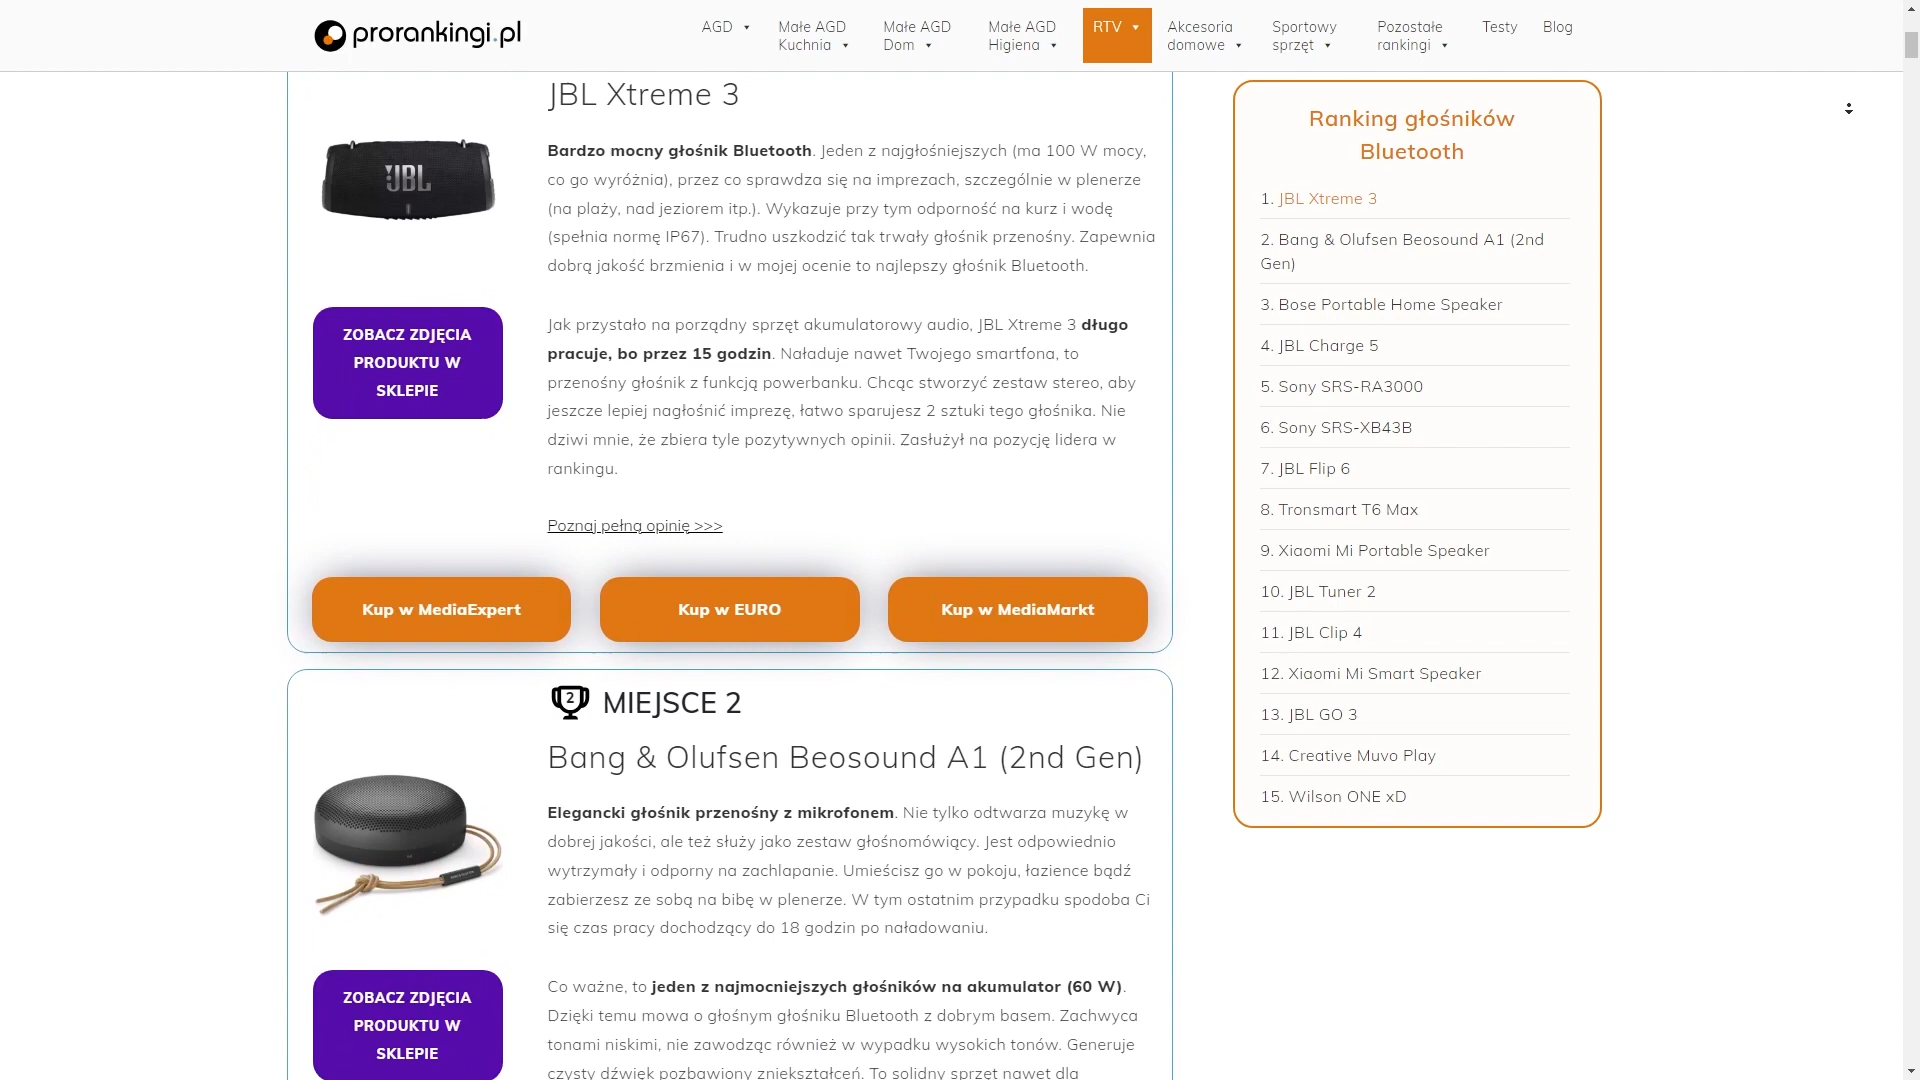 prorankingi.pl
AGD
Małe AGD
Kuchnia
Małe AGD
Dom
Małe AGD
Higiena
RTV
Akcesoria
domowe
Sportowy
sprzęt
Pozostałe
rankingi
Testy
Blog
JBL Xtreme 3
JBL
Bardzo mocny głośnik Bluetooth. Jeden z najgłośniejszych (ma 100 W mocy,
co go wyróżnia), przez co sprawdza się na imprezach, szczególnie w plenerze
(na plaży, nad jeziorem itp.). Wykazuje przy tym odporność na kurz i wodę
(spełnia normę IP67). Trudno uszkodzić tak trwały głośnik przenośny. Zapewnia
dobrą jakość brzmienia i w mojej ocenie to najlepszy głośnik Bluetooth.
ZOBACZ ZDJĘCIA
PRODUKTU W
SKLEPIE
Jak przystało na porządny sprzęt akumulatorowy audio, JBL Xtreme 3 długo
pracuje, bo przez 15 godzin. Naładuje nawet Twojego smartfona, to
przenośny głośnik z funkcją powerbanku. Chcąc stworzyć zestaw stereo, aby
jeszcze lepiej nagłośnić imprezę, łatwo sparujesz 2 sztuki tego głośnika. Nie
dziwi mnie, że zbiera tyle pozytywnych opinii. Zasłużył na pozycję lidera w
rankingu.
Poznaj pełną opinię >>>
Kup w MediaExpert
Kup w EURO
Kup w MediaMarkt
2
MIEJSCE 2
Bang & Olufsen Beosound A1 (2nd Gen)
Elegancki głośnik przenośny z mikrofonem. Nie tylko odtwarza muzykę w
dobrej jakości, ale też służy jako zestaw głośnomówiący. Jest odpowiednio
wytrzymały i odporny na zachlapanie. Umieścisz go w pokoju, łazience bądź
zabierzesz ze sobą na bibę w plenerze. W tym ostatnim przypadku spodoba Ci
się czas pracy dochodzący do 18 godzin po naładowaniu.
ZOBACZ ZDJĘCIA
PRODUKTU W
SKLEPIE
Co ważne, to jeden z najmocniejszych głośników na akumulator (60 W).
Dzięki temu mowa o głośnym głośniku Bluetooth z dobrym basem. Zachwyca
tonami niskimi, nie zawodząc również w wypadku wysokich tonów. Generuje
czysty dźwięk pozbawiony zniekształceń. To solidny sprzęt nawet dla
Ranking głośników
Bluetooth
1. JBL Xtreme 3
2. Bang & Olufsen Beosound A1 (2nd
Gen)
3. Bose Portable Home Speaker
4. JBL Charge 5
5. Sony SRS-RA3000
6. Sony SRS-XB43B
7. JBL Flip 6
8. Tronsmart T6 Max
9. Xiaomi Mi Portable Speaker
10. JBL Tuner 2
11. JBL Clip 4
12. Xiaomi Mi Smart Speaker
13. JBL GO 3
14. Creative Muvo Play
15. Wilson ONE xD